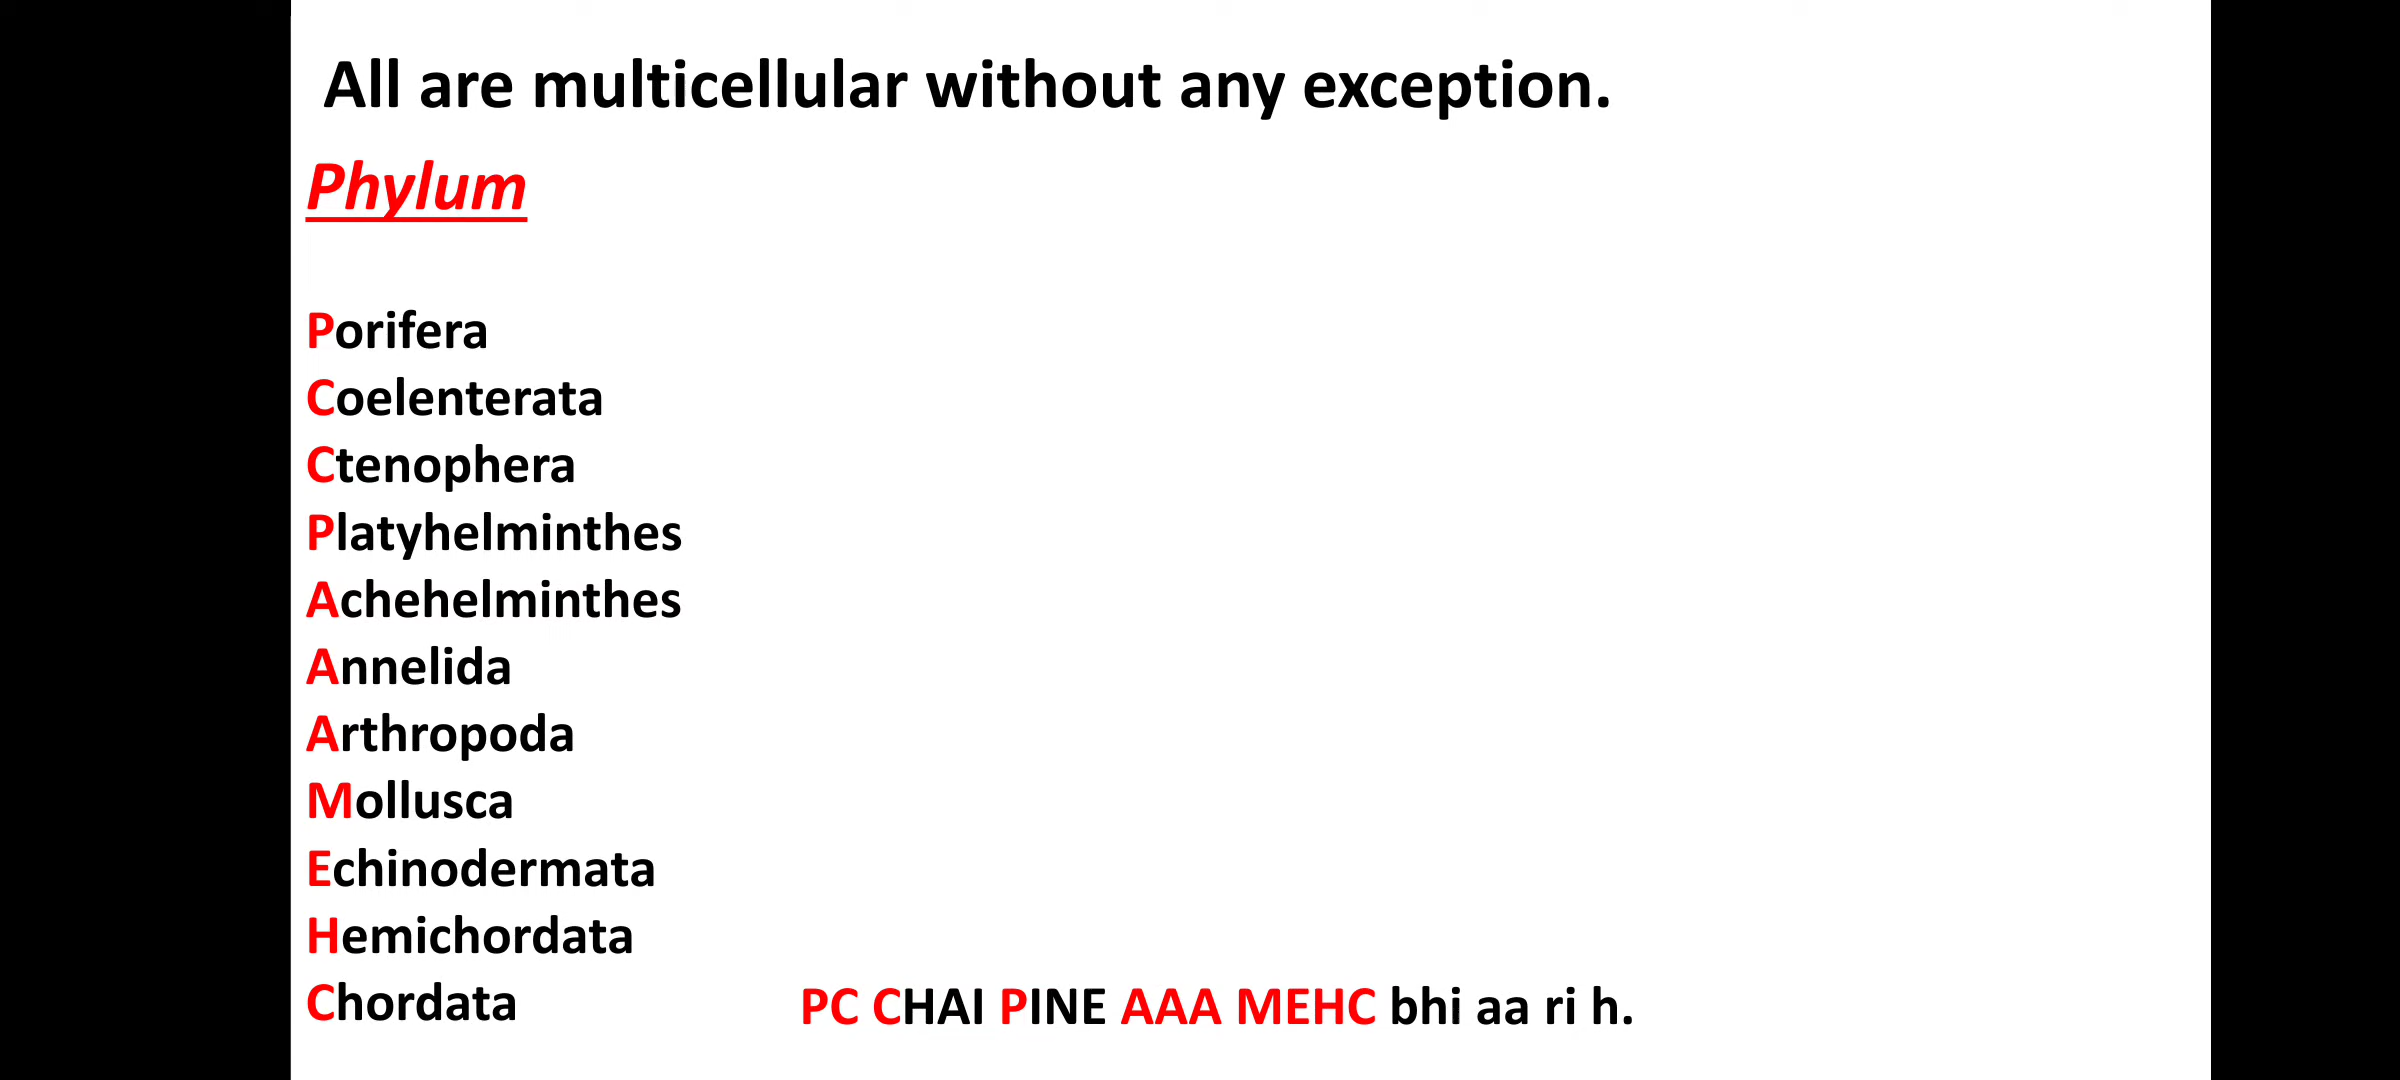 All are multicellular without any exception.
Phylum
Porifera
Coelenterata
Ctenophera
Platyhelminthes
Achehelminthes
Annelida
Arthropoda
Mollusca
Echinodermata
Hemichordata
Chordata
PC CHAI PINE AAA MEHC bhi aa ri h.